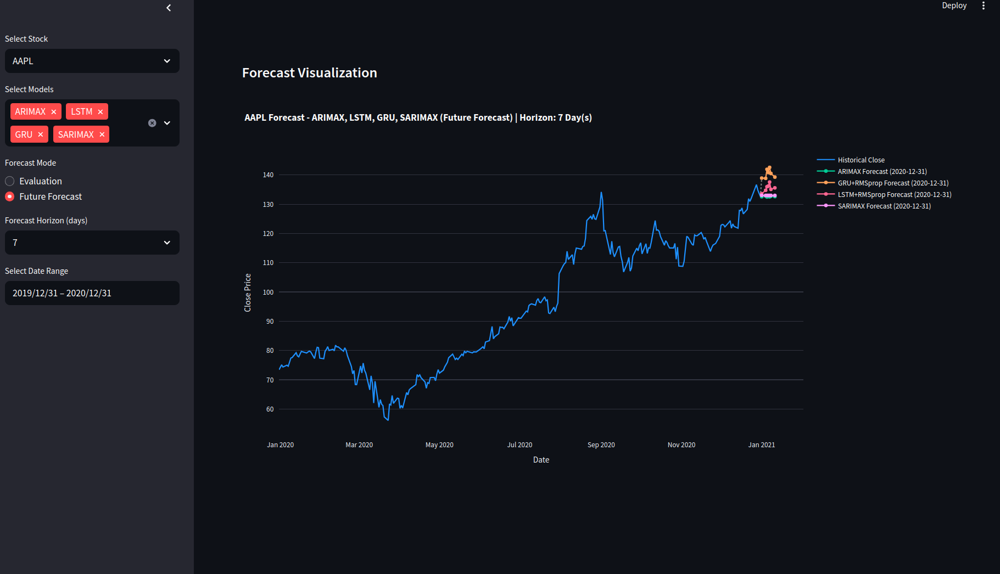 Deploy
Select Stock
AAPL
Select Models
ARIMAX
LSTM
GRU
SARIMAX
Forecast Mode
Evaluation
Future Forecast
Forecast Horizon (days)
7
Select Date Range
2019/12/31 – 2020/12/31
Forecast Visualization
AAPL Forecast - ARIMAX, LSTM, GRU, SARIMAX (Future Forecast) | Horizon: 7 Day(s)
Historical Close
ARIMAX Forecast (2020-12-31)
GRU+RMSprop Forecast (2020-12-31)
LSTM+RMSprop Forecast (2020-12-31)
SARIMAX Forecast (2020-12-31)
140
130
120
110
100
90
80
70
60
Close Price
Jan 2020
Mar 2020
May 2020
Jul 2020
Sep 2020
Nov 2020
Jan 2021
Date